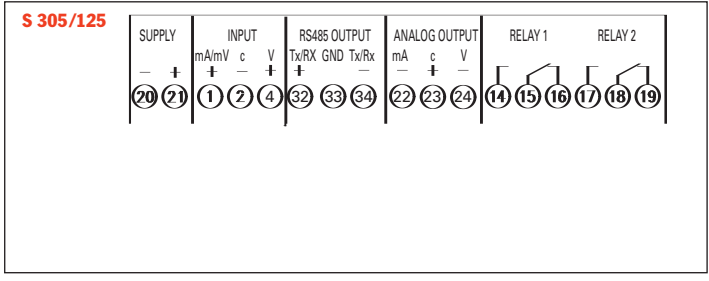 S 305/125
SUPPLY INPUT RS485 OUTPUT ANALOG OUTPUT RELAY 1 RELAY 2
mA/mV c V Tx/RX GND Tx/Rx mA c V
— + + — + + — — + —
20 21 1 2 4 32 33 34 22 23 24 14 15 16 17 18 19